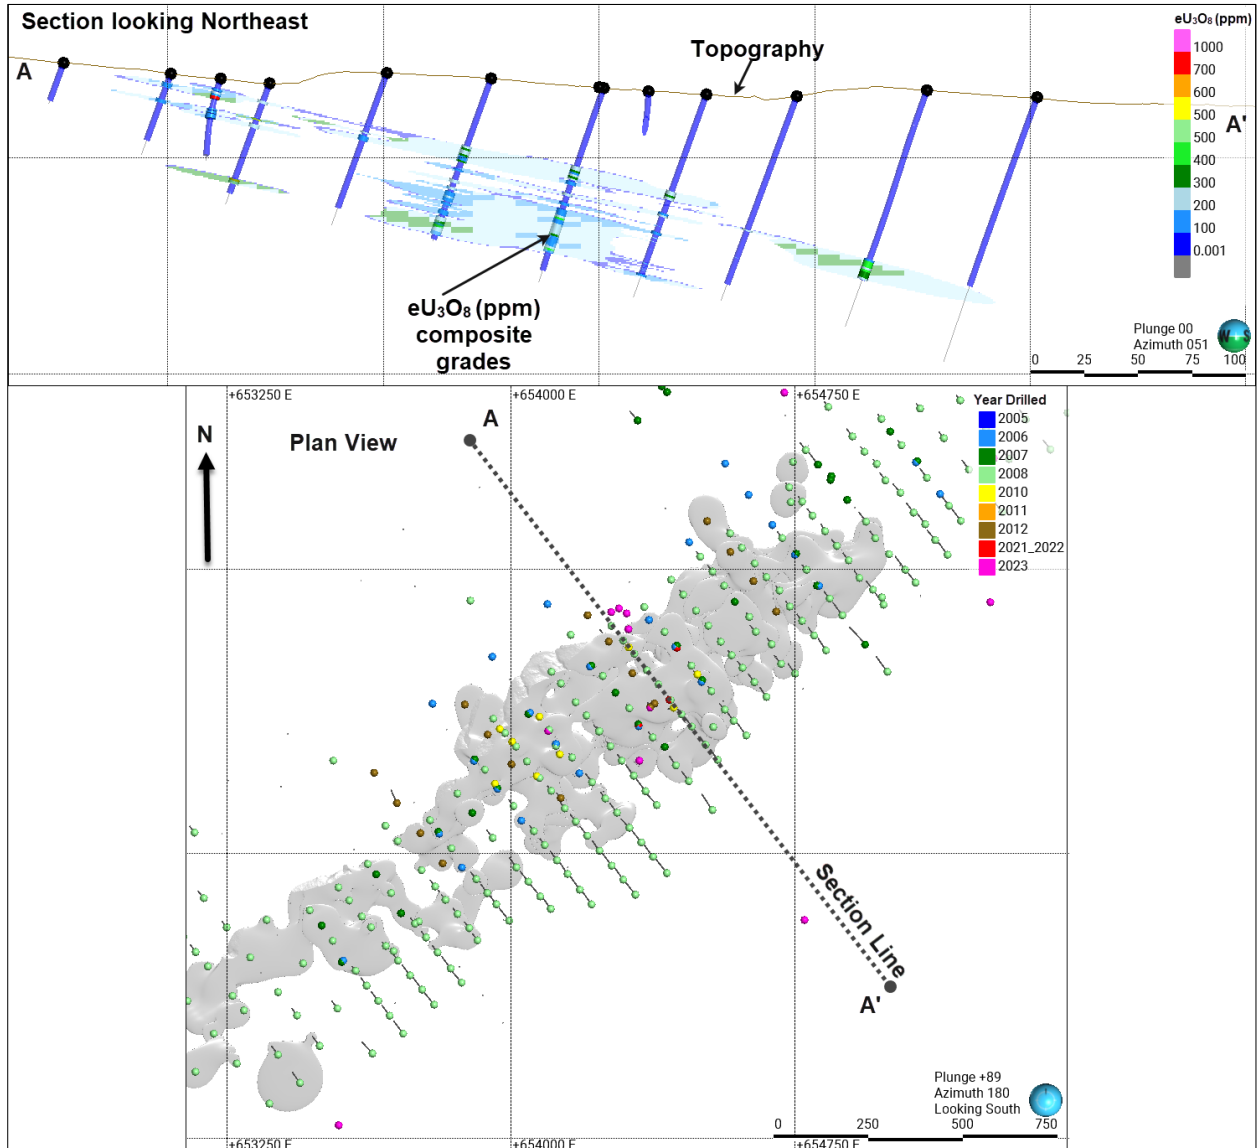 Section looking Northeast
eU₃O₈ (ppm)
1000
700
600
500
500
400
300
200
100
0.001
Topography
A
A'
eU₃O₈ (ppm)
composite
grades
Plunge 00
Azimuth 051
W S
0 25 50 75 100
+653250 E +654000 E +654750 E
Year Drilled
2005
2006
2007
2008
2010
2011
2012
2021_2022
2023
A
N
Plan View
Section Line
A'
Plunge +89
Azimuth 180
Looking South
0 250 500 750
+653250 E +654000 E +654750 E